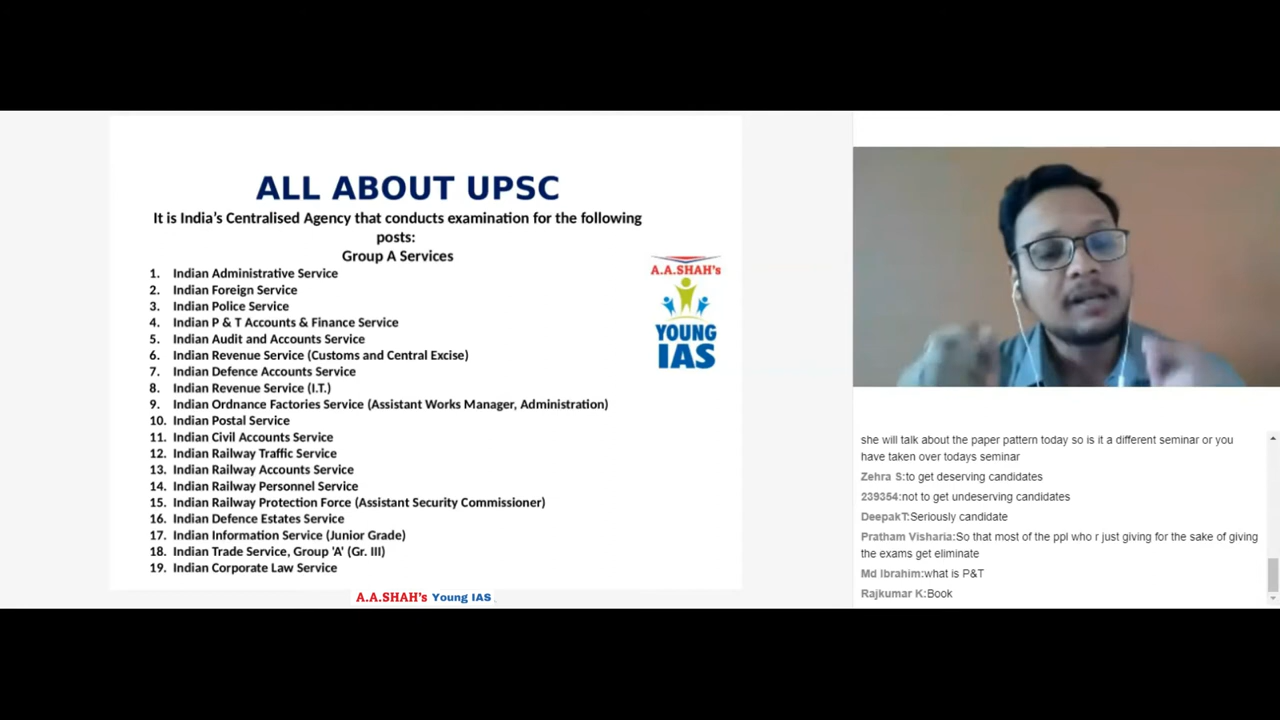 ALL ABOUT UPSC
It is India's Centralised Agency that conducts examination for the following
posts:
Group A Services
1. Indian Administrative Service
2. Indian Foreign Service
3. Indian Police Service
4. Indian P & T Accounts & Finance Service
5. Indian Audit and Accounts Service
6. Indian Revenue Service (Customs and Central Excise)
7. Indian Defence Accounts Service
8. Indian Revenue Service (I.T.)
9. Indian Ordnance Factories Service (Assistant Works Manager, Administration)
10. Indian Postal Service
11. Indian Civil Accounts Service
12. Indian Railway Traffic Service
13. Indian Railway Accounts Service
14. Indian Railway Personnel Service
15. Indian Railway Protection Force (Assistant Security Commissioner)
16. Indian Defence Estates Service
17. Indian Information Service (Junior Grade)
18. Indian Trade Service, Group 'A' (Gr. III)
19. Indian Corporate Law Service
A.A.SHAH's
YOUNG
IAS
A.A.SHAH's Young IAS
she will talk about the paper pattern today so is it a different seminar or you
have taken over todays seminar
Zehra S:to get deserving candidates
239354:not to get undeserving candidates
DeepakT:Seriously candidate
Pratham Visharia:So that most of the ppl who r just giving for the sake of giving
the exams get eliminate
Md Ibrahim:what is P&T
Rajkumar K:Book